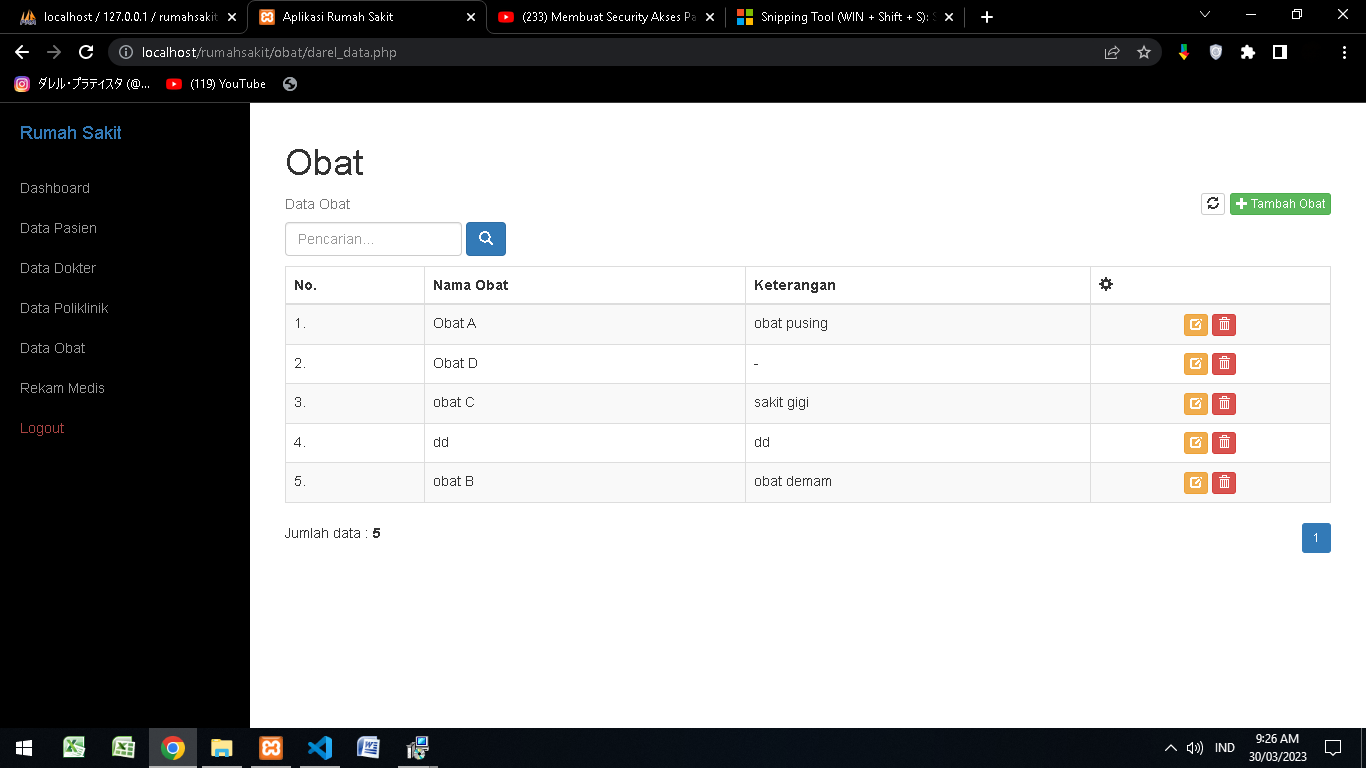 localhost / 127.0.0.1 / rumahsakit
Aplikasi Rumah Sakit
(233) Membuat Security Akses Pa
Snipping Tool (WIN + Shift + S):
localhost/rumahsakit/obat/darel_data.php
ダレル・プラティスタ (@...
(119) YouTube
Rumah Sakit
Dashboard
Data Pasien
Data Dokter
Data Poliklinik
Data Obat
Rekam Medis
Logout
Obat
Data Obat
Tambah Obat
Pencarian...
No. Nama Obat Keterangan
1. Obat A obat pusing
2. Obat D -
3. obat C sakit gigi
4. dd dd
5. obat B obat demam
Jumlah data : 5
1
IND
9:26 AM
30/03/2023